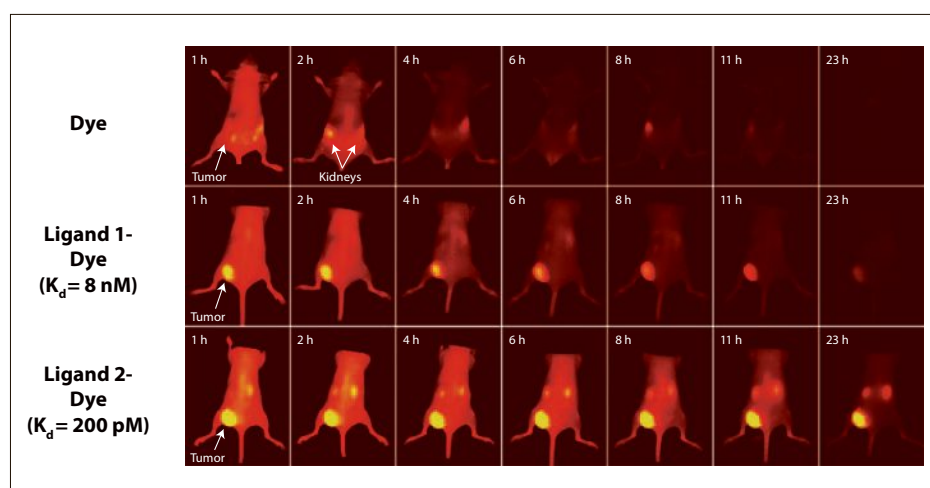 1 h
2 h
4 h
6 h
8 h
11 h
23 h
Dye
Tumor
Kidneys
1 h
2 h
4 h
6 h
8 h
11 h
23 h
Ligand 1-
Dye
(Kd = 8 nM)
Tumor
1 h
2 h
4 h
6 h
8 h
11 h
23 h
Ligand 2-
Dye
(Kd = 200 pM)
Tumor